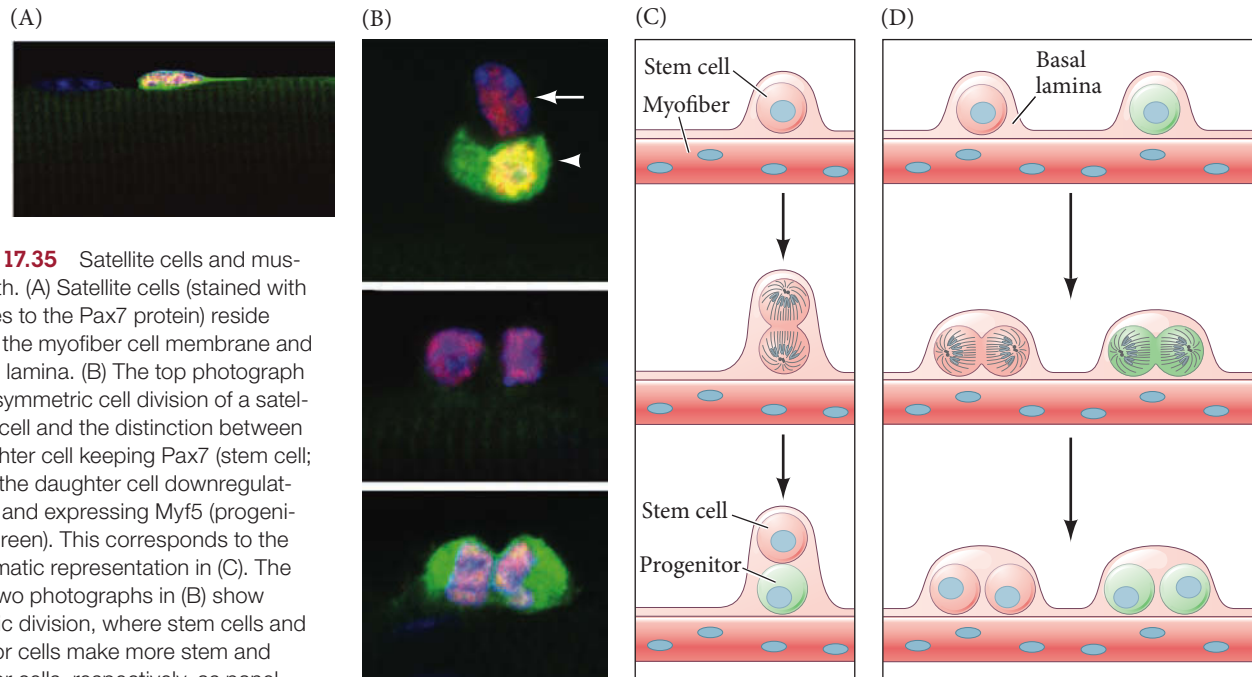 (A)
17.35 Satellite cells and mus-
th. (A) Satellite cells (stained with
es to the Pax7 protein) reside
the myofiber cell membrane and
lamina. (B) The top photograph
symmetric cell division of a satel-
cell and the distinction between
hter cell keeping Pax7 (stem cell;
the daughter cell downregulat-
and expressing Myf5 (progeni-
reen). This corresponds to the
matic representation in (C). The
wo photographs in (B) show
ic division, where stem cells and
or cells make more stem and
(B)
(C)
Stem cell
Myofiber
Stem cell
Progenitor
(D)
Basal
lamina